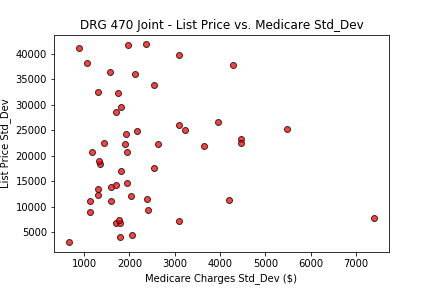 DRG 470 Joint - List Price vs. Medicare Std_Dev
List Price Std_Dev
40000
35000
30000
25000
20000
15000
10000
5000
1000 2000 3000 4000 5000 6000 7000
Medicare Charges Std_Dev ($)